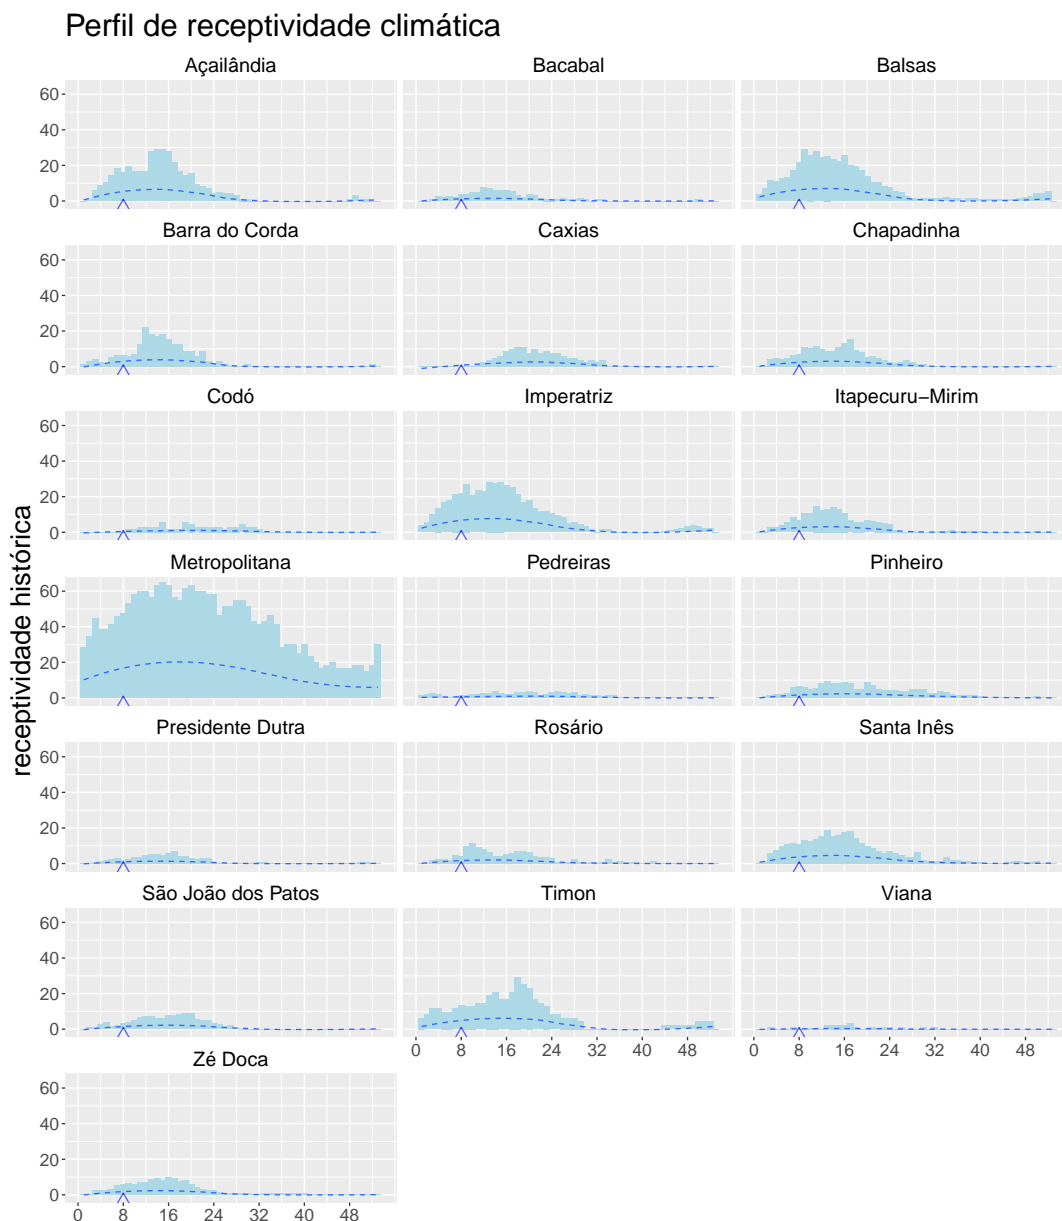 Perfil de receptividade climática
Açailândia Bacabal Balsas
60
40
20
0
Barra do Corda Caxias Chapadinha
60
40
20
0
Codó Imperatriz Itapecuru−Mirim
60
40
20
0
receptividade histórica
Metropolitana Pedreiras Pinheiro
60
40
20
0
Presidente Dutra Rosário Santa Inês
60
40
20
0
São João dos Patos Timon Viana
60
40
20
0
0 8 16 24 32 40 48 0 8 16 24 32 40 48
Zé Doca
60
40
20
0
0 8 16 24 32 40 48